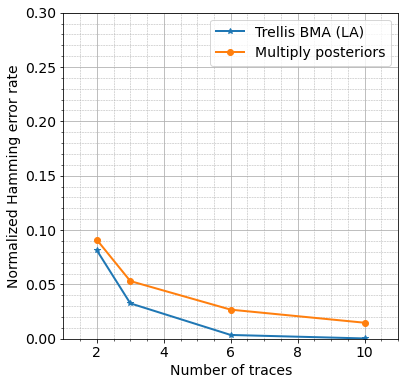 0.30
Trellis BMA (LA)
Multiply posteriors
0.25
0.20
0.15
0.10
0.05
0.00
Normalized Hamming error rate
2 4 6 8 10
Number of traces